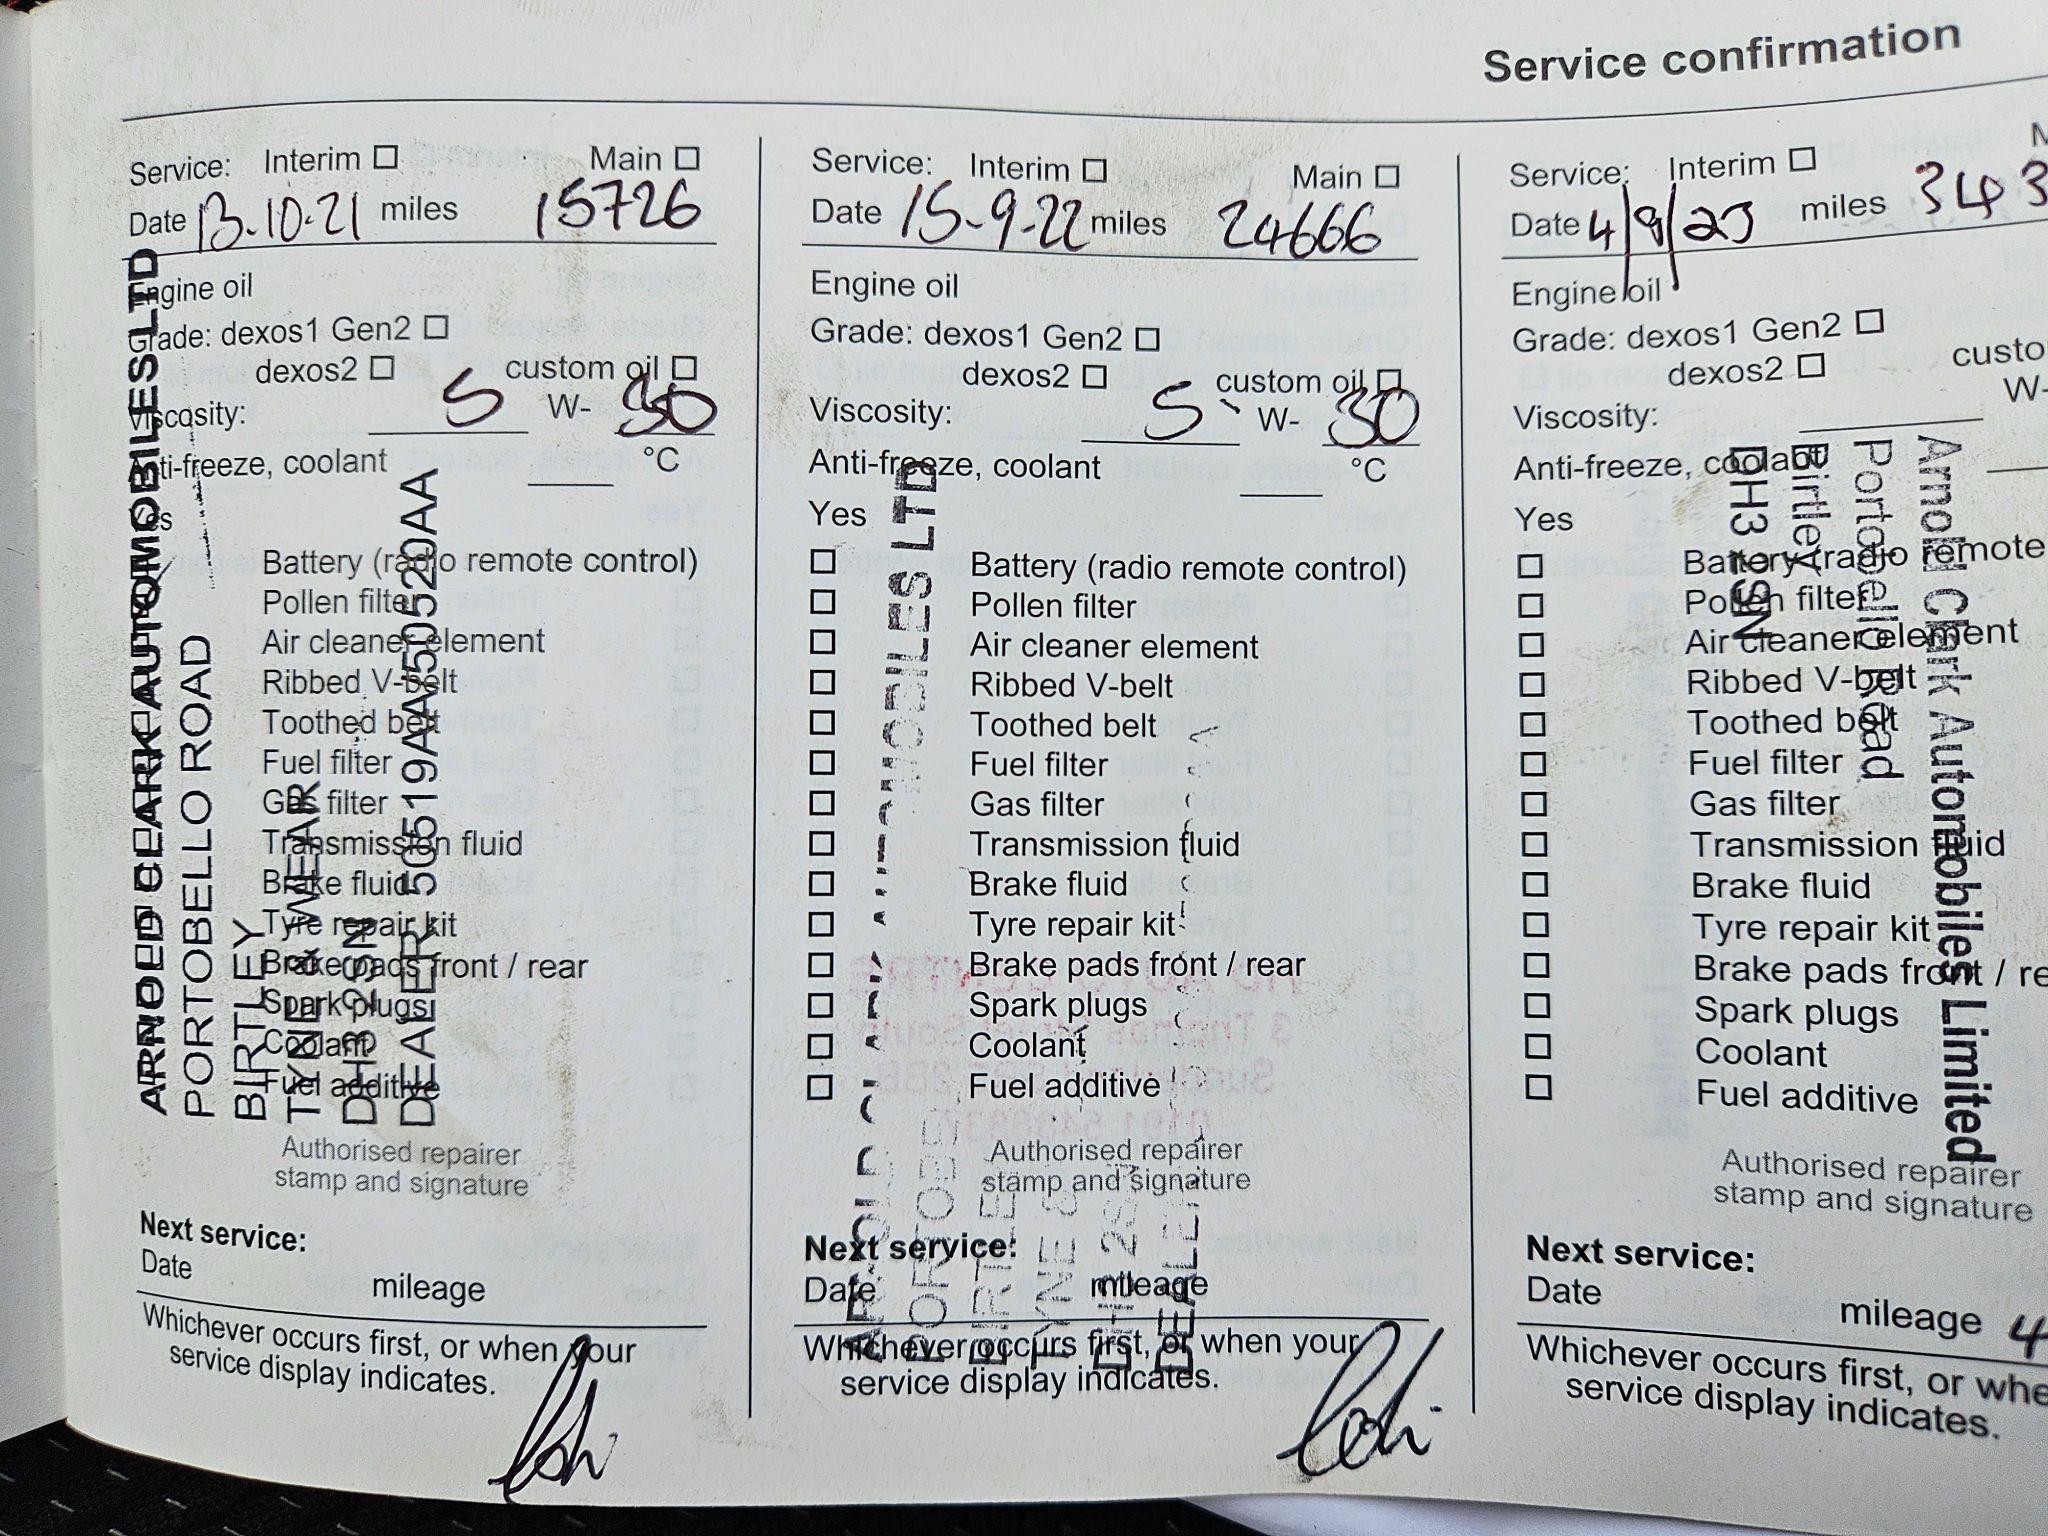 Service confirmation
Service: Interim ☐ Main ☐
Date 13.10.21 miles 15726
Engine oil
Grade: dexos1 Gen2 ☐
dexos2 ☐ custom oil ☐
Viscosity: 5 W- 30
Anti-freeze, coolant °C
Yes
Battery (radio remote control)
Pollen filter
Air cleaner element
Ribbed V-belt
Toothed belt
Fuel filter
Gas filter
Transmission fluid
Brake fluid
Tyre repair kit
Brake pads front / rear
Spark plugs
Coolant
Fuel additive
ARNOLD CLARK AUTOMOBILES LTD
PORTOBELLO ROAD
BIRTLEY
TYNE & WEAR
DH3 2SN
Authorised repairer
stamp and signature
Next service:
Date
mileage
Whichever occurs first, or when your
service display indicates.
Service: Interim ☐ Main ☐
Date 15-9-22 miles 24666
Engine oil
Grade: dexos1 Gen2 ☐
dexos2 ☐ custom oil ☐
Viscosity: 5 W- 30
Anti-freeze, coolant °C
Yes
☐ Battery (radio remote control)
☐ Pollen filter
☐ Air cleaner element
☐ Ribbed V-belt
☐ Toothed belt
☐ Fuel filter
☐ Gas filter
☐ Transmission fluid
☐ Brake fluid
☐ Tyre repair kit
☐ Brake pads front / rear
☐ Spark plugs
☐ Coolant
☐ Fuel additive
Authorised repairer
stamp and signature
Next service:
Date mileage
Whichever occurs first, or when your
service display indicates.
Service: Interim ☐ M
Date 4/9/23 miles 343
Engine oil
Grade: dexos1 Gen2 ☐
dexos2 ☐ custo
Viscosity: W-
Anti-freeze, coolant
Yes
☐ Battery (radio remote
☐ Pollen filter
☐ Air cleaner element
☐ Ribbed V-belt
☐ Toothed belt
☐ Fuel filter
☐ Gas filter
☐ Transmission fluid
☐ Brake fluid
☐ Tyre repair kit
☐ Brake pads front / re
☐ Spark plugs
☐ Coolant
☐ Fuel additive
Arnold Clark Automobiles Limited
Portobello Road
Birtley
DH3 2SN
Authorised repairer
stamp and signature
Next service:
Date
mileage 4
Whichever occurs first, or whe
service display indicates.